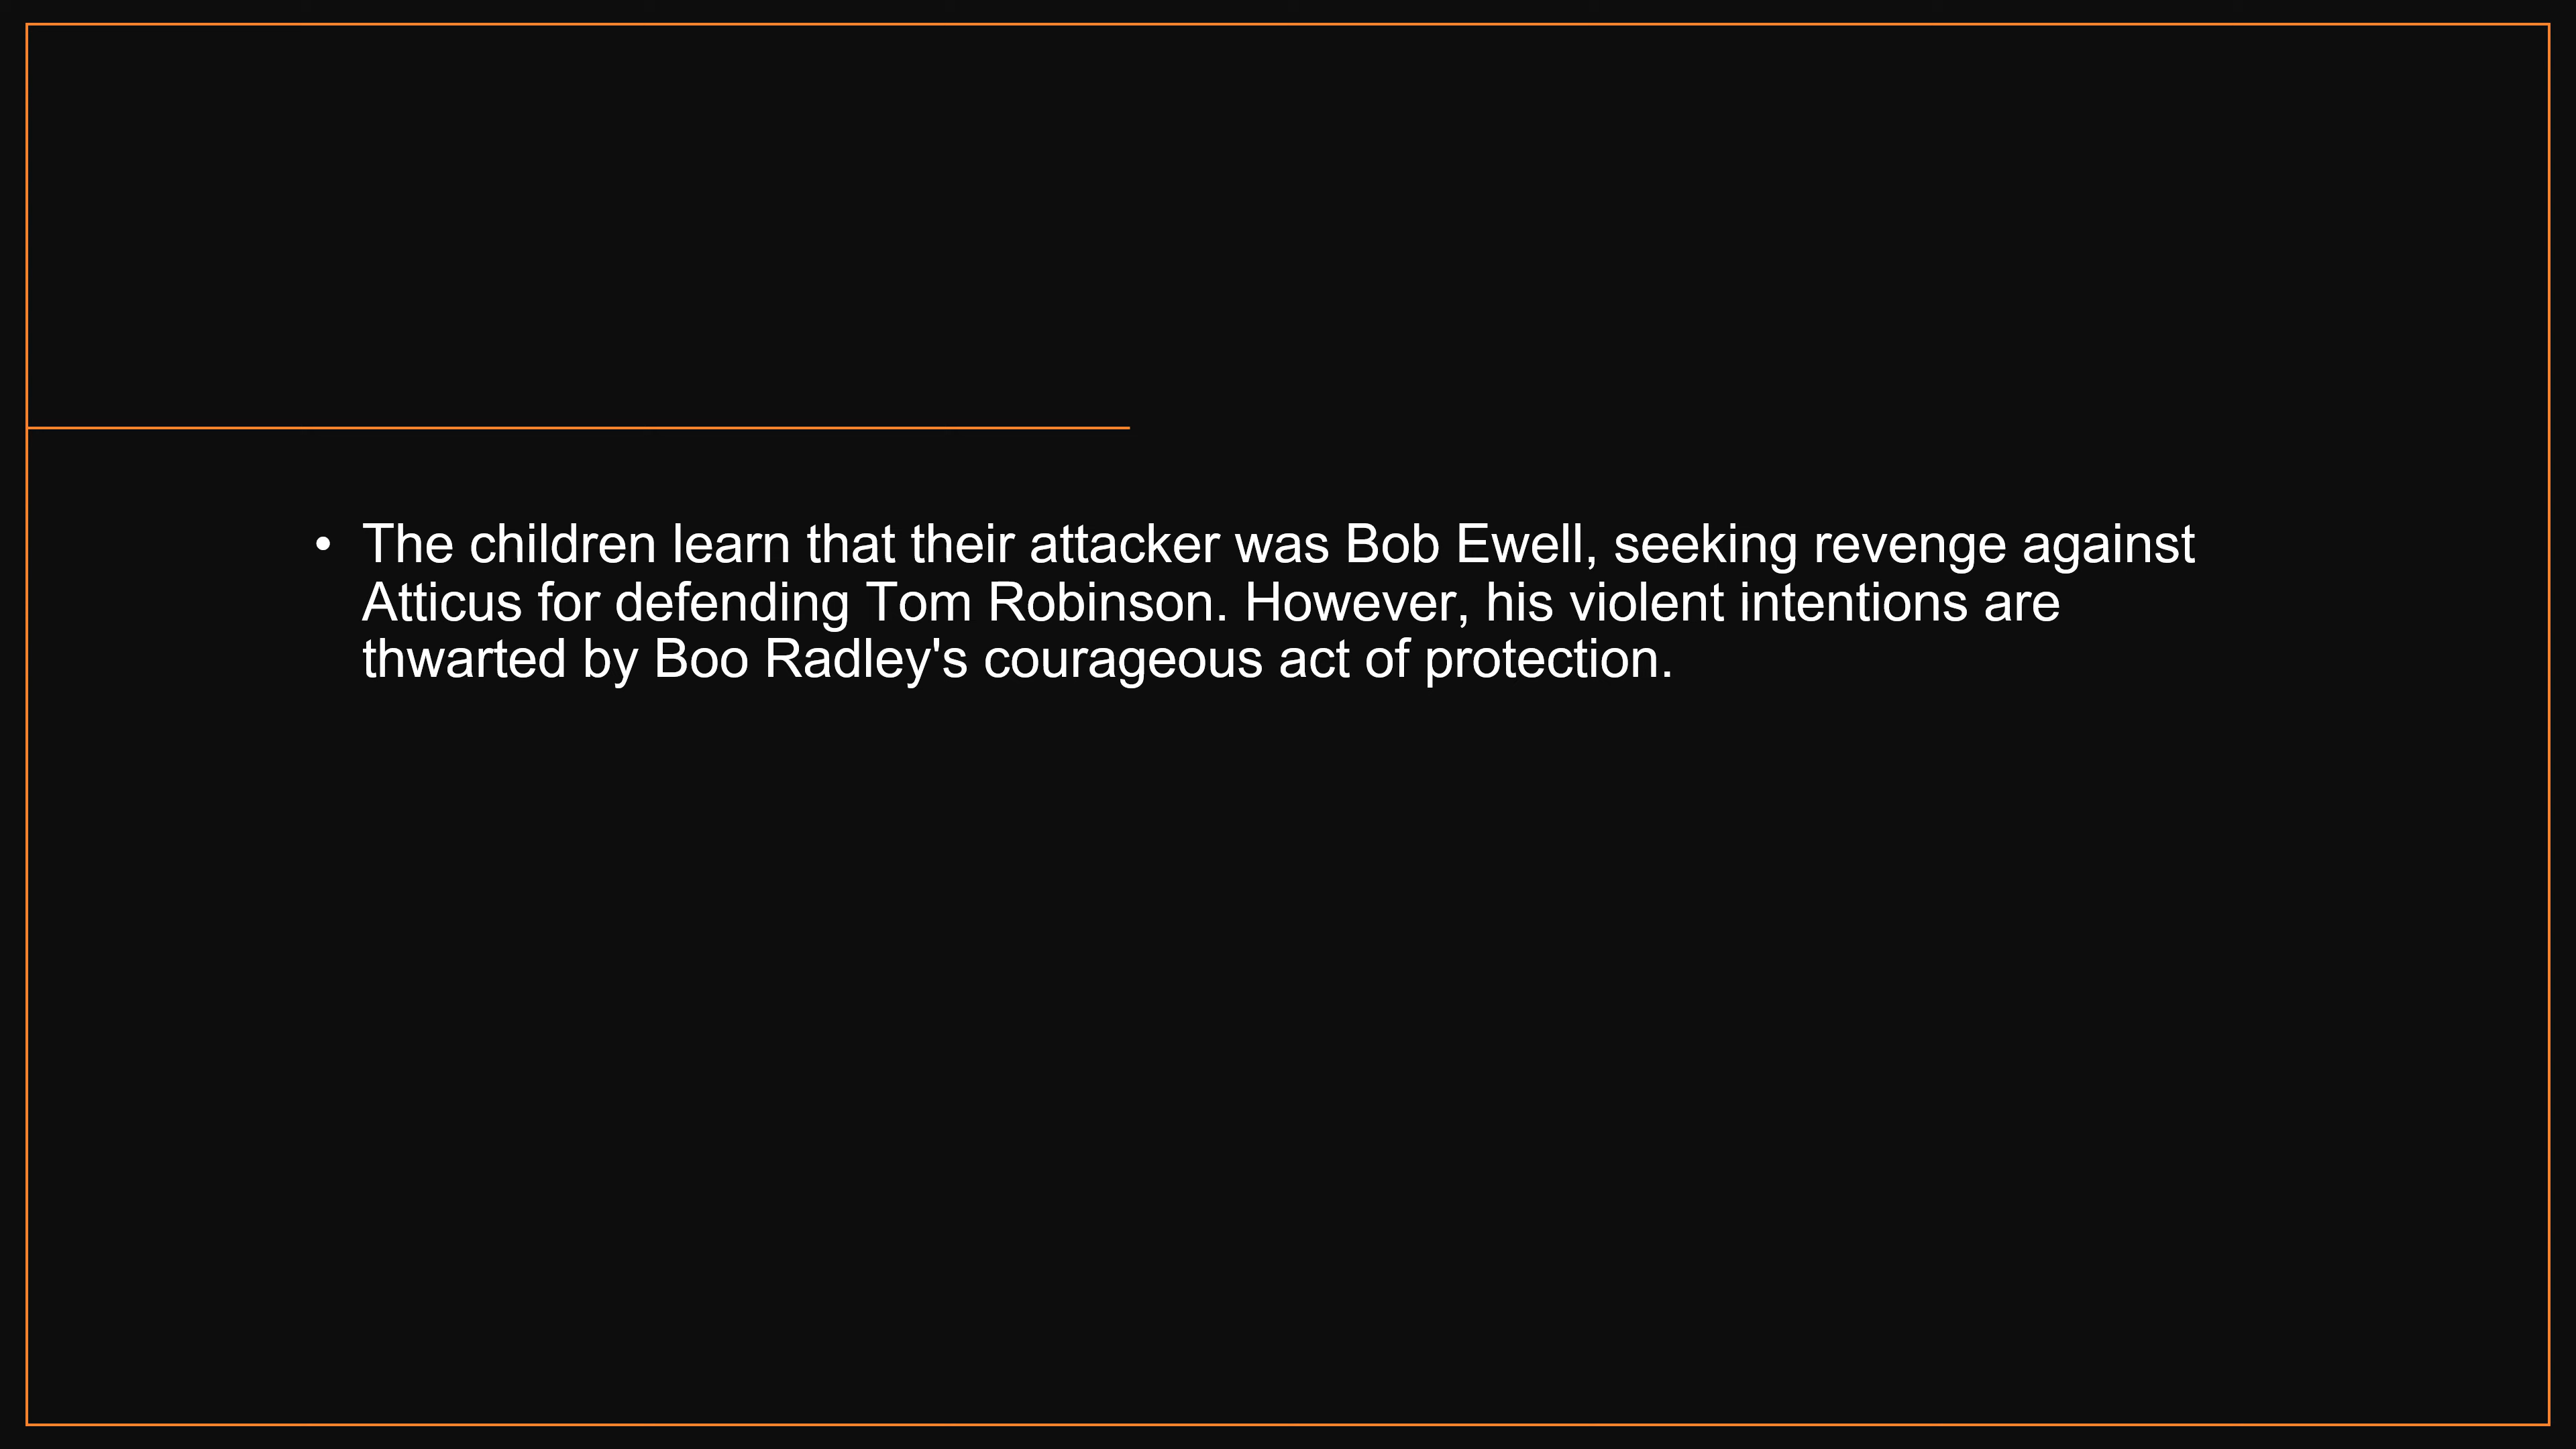 • The children learn that their attacker was Bob Ewell, seeking revenge against
Atticus for defending Tom Robinson. However, his violent intentions are
thwarted by Boo Radley's courageous act of protection.